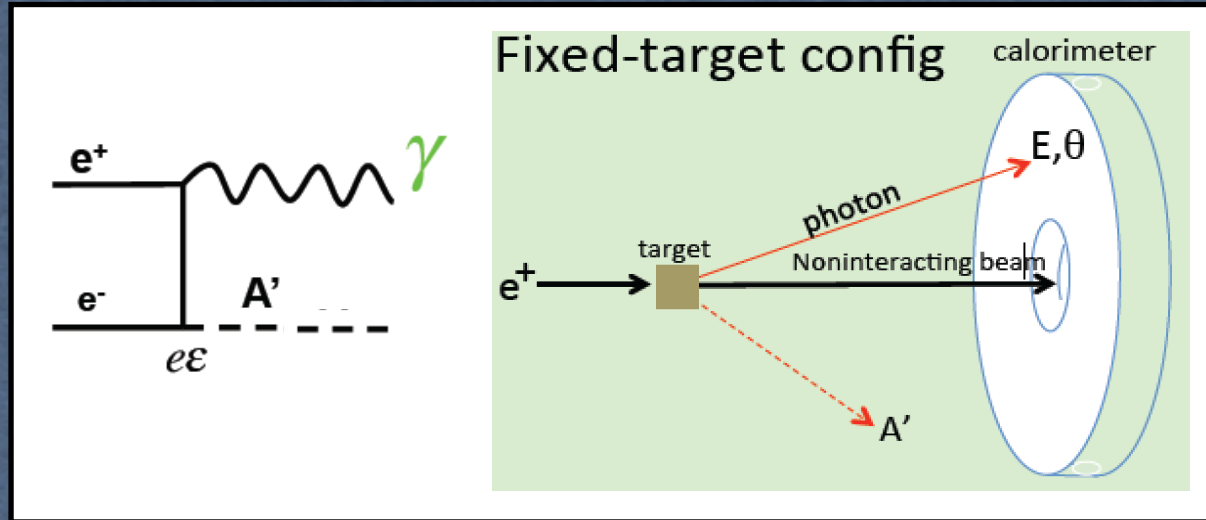 e+
γ
e-
A'
eε
Fixed-target config
calorimeter
E,θ
photon
target
Noninteracting beam
e+
A'